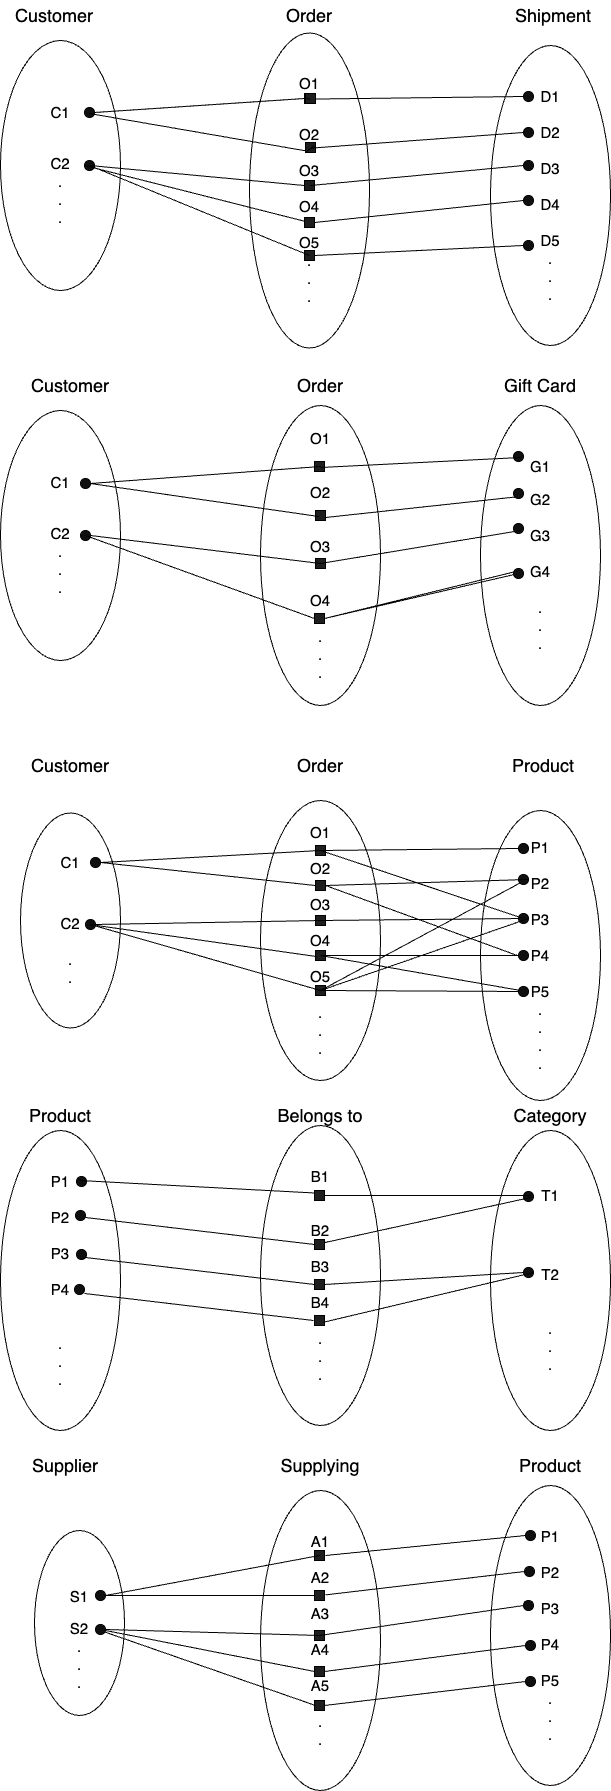 Customer Order Shipment
O1
C1 D1
O2 D2
C2 O3 D3
O4 D4
O5 D5
Customer Order Gift Card
O1
G1
C1 O2 G2
C2 O3 G3
G4
O4
Customer Order Product
O1 P1
C1 O2 P2
O3 P3
C2 O4 P4
O5 P5
Product Belongs to Category
P1 B1 T1
P2 B2
P3 B3 T2
P4 B4
Supplier Supplying Product
A1 P1
A2 P2
S1 A3 P3
S2 A4 P4
A5 P5